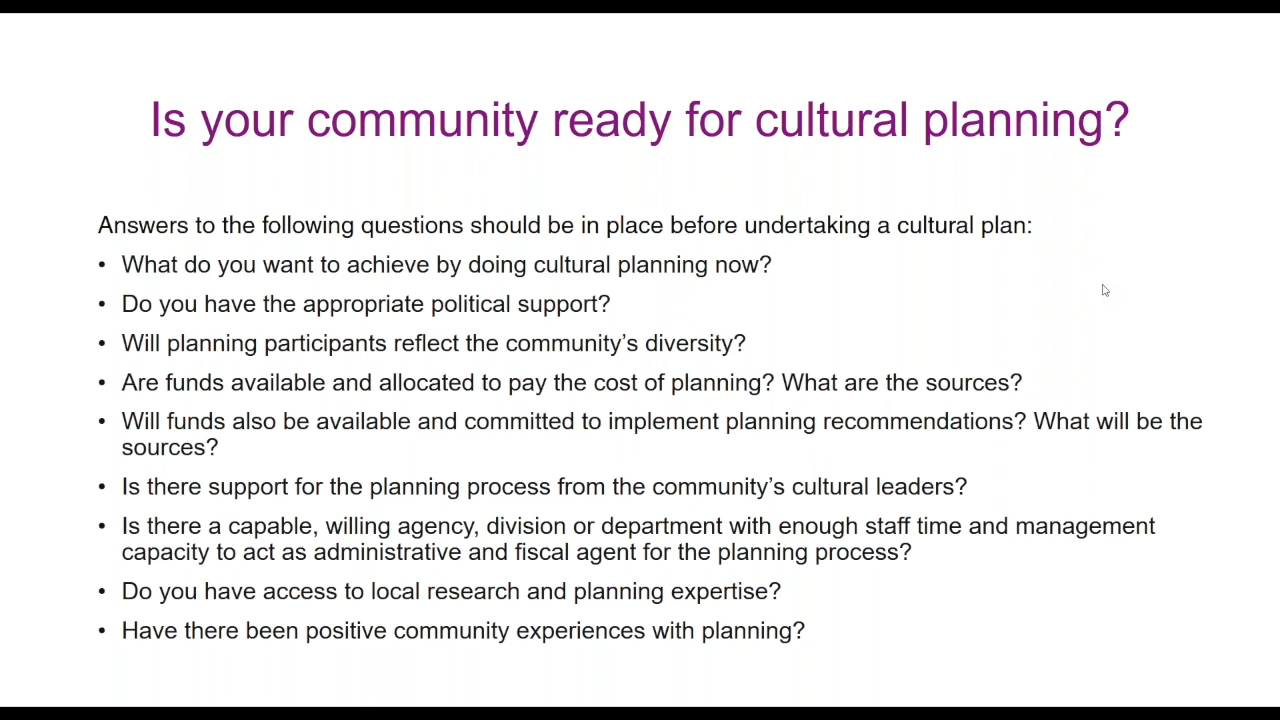 Is your community ready for cultural planning?
Answers to the following questions should be in place before undertaking a cultural plan:
• What do you want to achieve by doing cultural planning now?
• Do you have the appropriate political support?
• Will planning participants reflect the community’s diversity?
• Are funds available and allocated to pay the cost of planning? What are the sources?
• Will funds also be available and committed to implement planning recommendations? What will be the
sources?
• Is there support for the planning process from the community’s cultural leaders?
• Is there a capable, willing agency, division or department with enough staff time and management
capacity to act as administrative and fiscal agent for the planning process?
• Do you have access to local research and planning expertise?
• Have there been positive community experiences with planning?